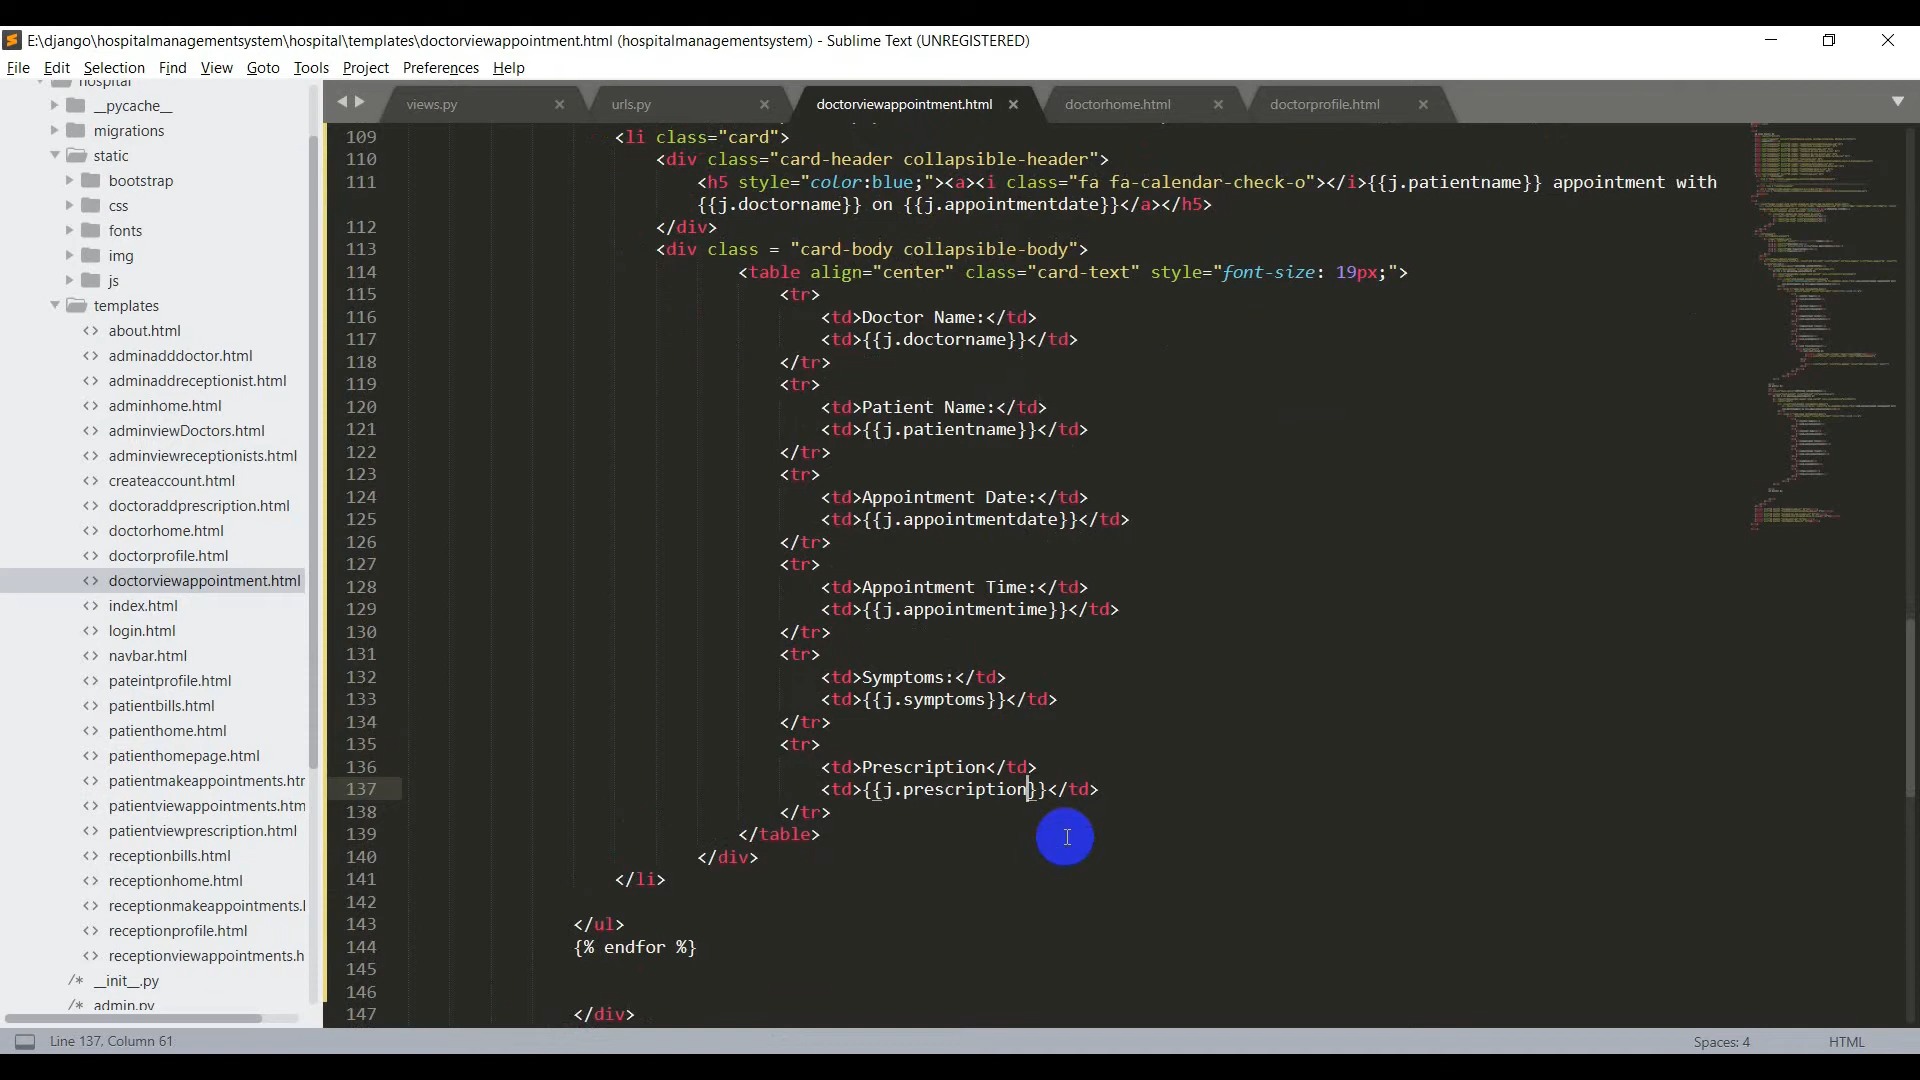 E:\django\hospitalmanagementsystem\hospital\templates\doctorviewappointment.html (hospitalmanagementsystem) - Sublime Text (UNREGISTERED)
File Edit Selection Find View Goto Tools Project Preferences Help
hospital
__pycache__
migrations
static
bootstrap
css
fonts
img
js
templates
about.html
adminadddoctor.html
adminaddreceptionist.html
adminhome.html
adminviewDoctors.html
adminviewreceptionists.html
createaccount.html
doctoraddprescription.html
doctorhome.html
doctorprofile.html
doctorviewappointment.html
index.html
login.html
navbar.html
pateintprofile.html
patientbills.html
patienthome.html
patienthomepage.html
patientmakeappointments.htr
patientviewappointments.htm
patientviewprescription.html
receptionbills.html
receptionhome.html
receptionmakeappointments.l
receptionprofile.html
receptionviewappointments.h
/* __init__.py
/* admin.py
views.py × urls.py × doctorviewappointment.html × doctorhome.html × doctorprofile.html ×
109 <li class="card">
110 <div class="card-header collapsible-header">
111 <h5 style="color:blue;"><a><i class="fa fa-calendar-check-o"></i>{{j.patientname}} appointment with
{{j.doctorname}} on {{j.appointmentdate}}</a></h5>
112 </div>
113 <div class = "card-body collapsible-body">
114 <table align="center" class="card-text" style="font-size: 19px;">
115 <tr>
116 <td>Doctor Name:</td>
117 <td>{{j.doctorname}}</td>
118 </tr>
119 <tr>
120 <td>Patient Name:</td>
121 <td>{{j.patientname}}</td>
122 </tr>
123 <tr>
124 <td>Appointment Date:</td>
125 <td>{{j.appointmentdate}}</td>
126 </tr>
127 <tr>
128 <td>Appointment Time:</td>
129 <td>{{j.appointmentime}}</td>
130 </tr>
131 <tr>
132 <td>Symptoms:</td>
133 <td>{{j.symptoms}}</td>
134 </tr>
135 <tr>
136 <td>Prescription</td>
137 <td>{{j.prescription}}</td>
138 </tr>
139 </table>
140 </div>
141 </li>
142
143 </ul>
144 {% endfor %}
145
146
147 </div>
Line 137, Column 61 Spaces: 4 HTML